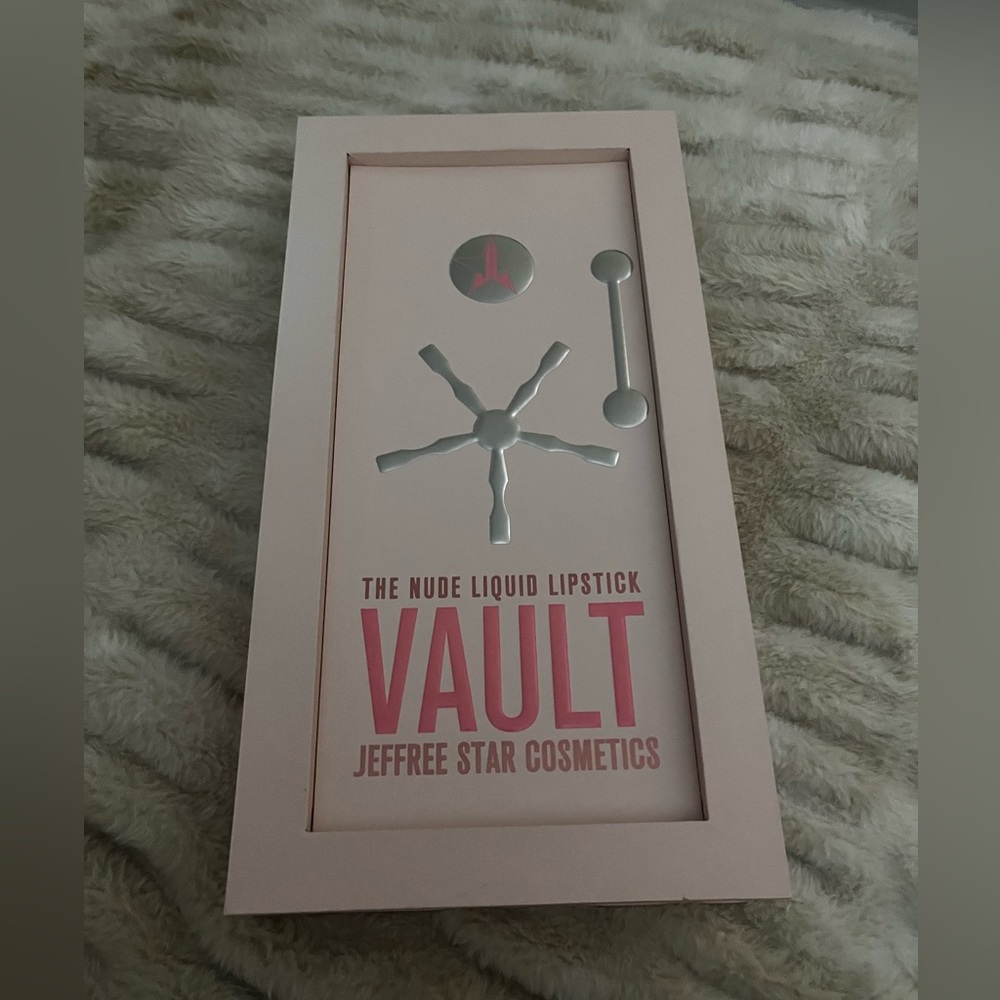 THE NUDE LIQUID LIPSTICK
VAULT
JEFFREE STAR COSMETICS